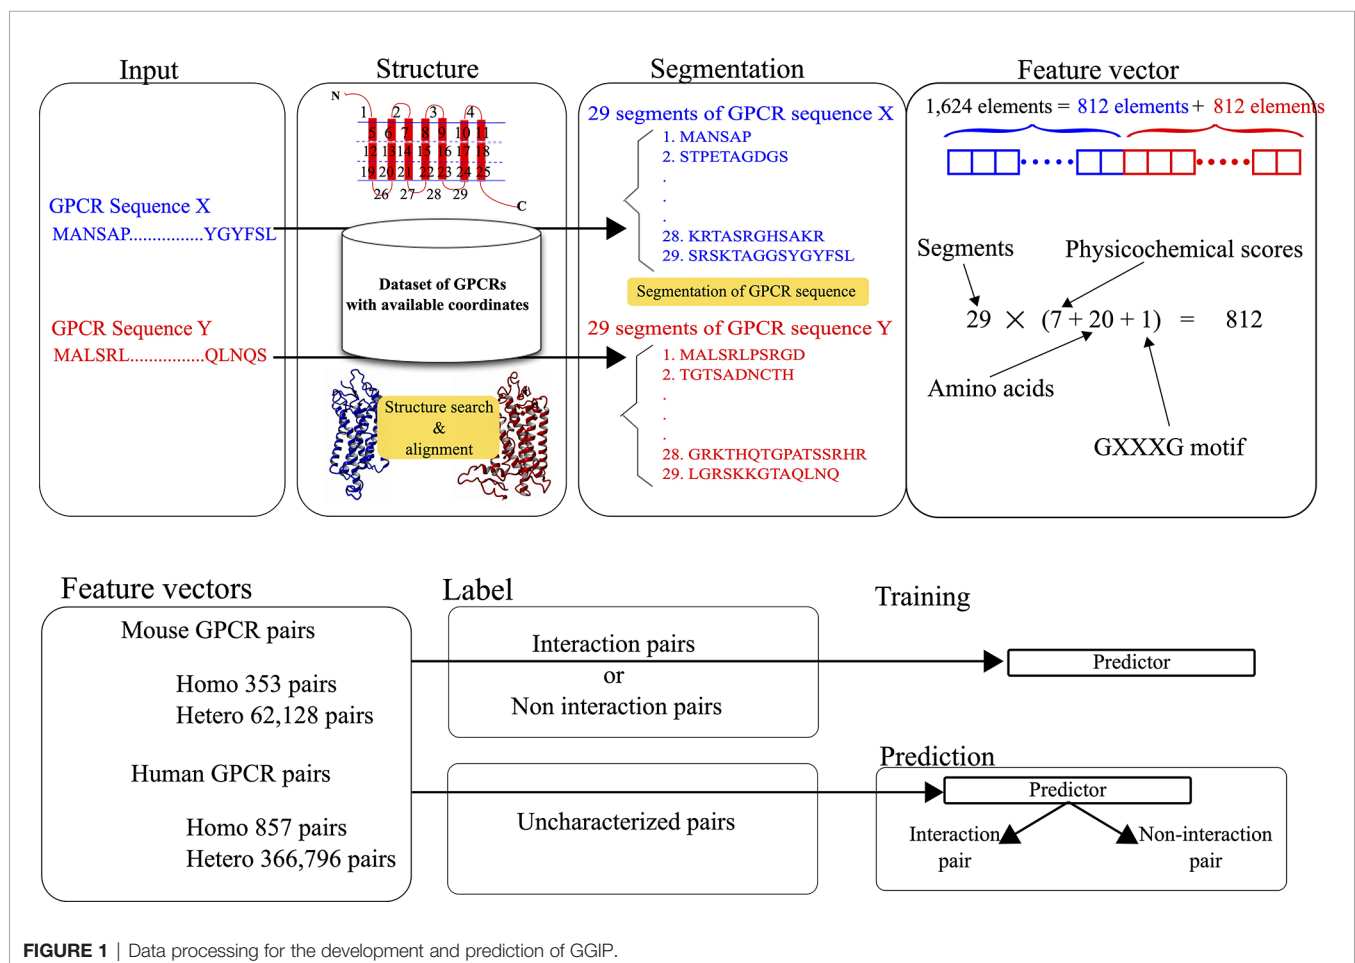 Input
Structure
Segmentation
Feature vector
GPCR Sequence X
MANSAP................YGYFSL
GPCR Sequence Y
MALSRL................QLNQS
N
1 2 3 4
5 6 7 8 9 10 11
12 13 14 15 16 17 18
19 20 21 22 23 24 25
26 27 28 29
C
Dataset of GPCRs
with available coordinates
Structure search
&
alignment
29 segments of GPCR sequence X
1. MANSAP
2. STPETAGDGS
.
.
.
28. KRTASRGHSAKR
29. SRSKTAGGSYGYFSL
Segmentation of GPCR sequence
29 segments of GPCR sequence Y
1. MALSRLPSRGD
2. TGTSADNCTH
.
.
.
28. GRKTHQTGPATSSRHR
29. LGRSKKGTAQLNQ
1,624 elements = 812 elements + 812 elements
Segments
Physicochemical scores
29 × (7 + 20 + 1) = 812
Amino acids
GXXXG motif
Feature vectors
Mouse GPCR pairs
Homo 353 pairs
Hetero 62,128 pairs
Human GPCR pairs
Homo 857 pairs
Hetero 366,796 pairs
Label
Interaction pairs
or
Non interaction pairs
Uncharacterized pairs
Training
Predictor
Prediction
Predictor
Interaction
pair
Non-interaction
pair
FIGURE 1 | Data processing for the development and prediction of GGIP.